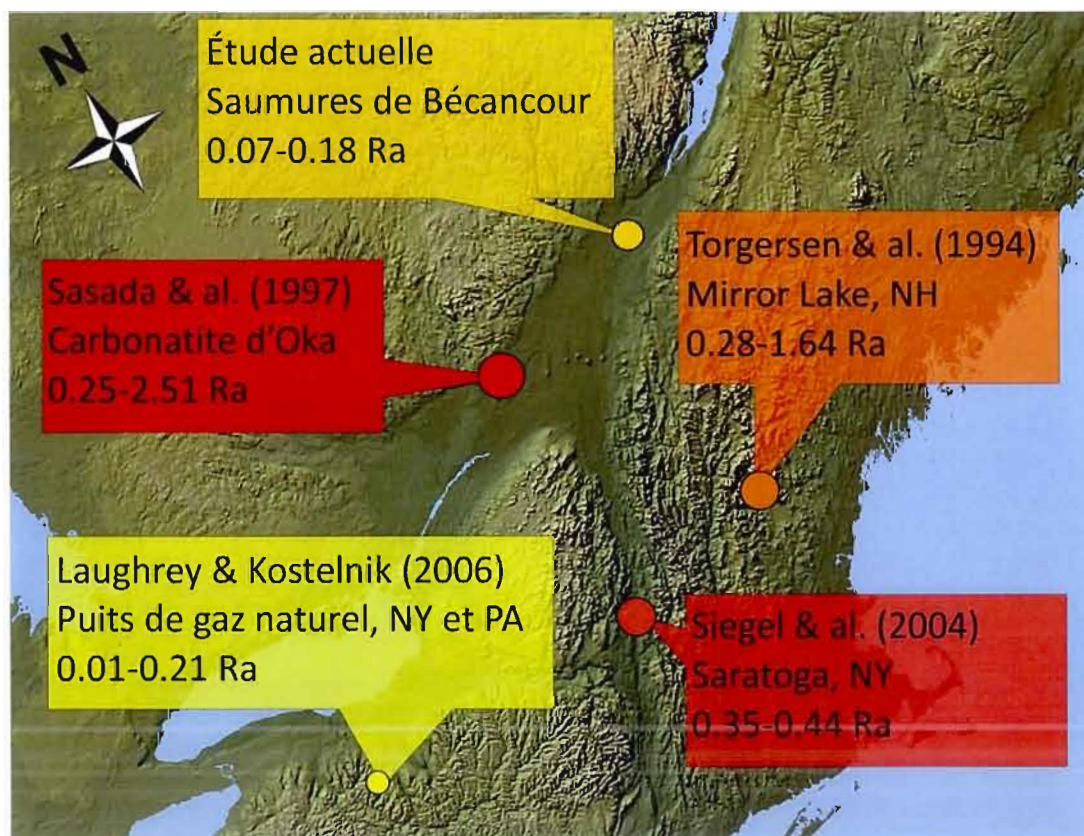 N
Étude actuelle
Saumures de Bécancour
0.07-0.18 Ra
Torgersen & al. (1994)
Mirror Lake, NH
0.28-1.64 Ra
Sasada & al. (1997)
Carbonatite d'Oka
0.25-2.51 Ra
Laughrey & Kostelnik (2006)
Puits de gaz naturel, NY et PA
0.01-0.21 Ra
Siegel & al. (2004)
Saratoga, NY
0.35-0.44 Ra